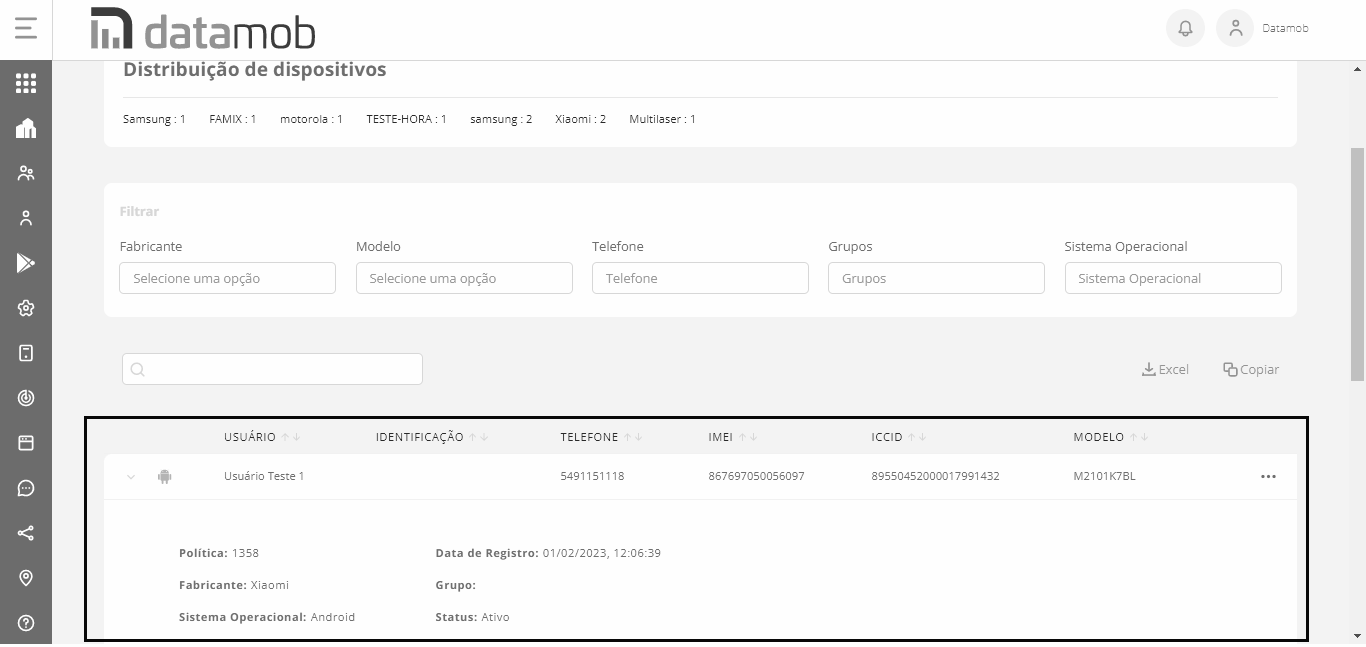 datamob
Datamob
Distribuição de dispositivos
Samsung : 1 FAMIX : 1 motorola : 1 TESTE-HORA : 1 samsung : 2 Xiaomi : 2 Multilaser : 1
Filtrar
Fabricante Modelo Telefone Grupos Sistema Operacional
Selecione uma opção Selecione uma opção Telefone Grupos Sistema Operacional
Excel Copiar
USUÁRIO IDENTIFICAÇÃO TELEFONE IMEI ICCID MODELO
Usuário Teste 1 5491151118 867697050056097 89550452000017991432 M2101K7BL
Política: 1358 Data de Registro: 01/02/2023, 12:06:39
Fabricante: Xiaomi Grupo:
Sistema Operacional: Android Status: Ativo